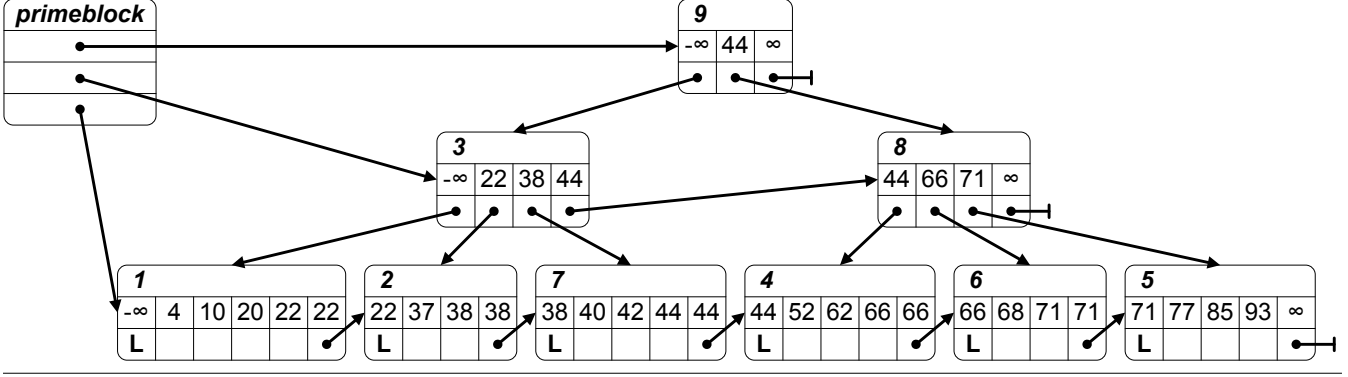 primeblock
9
-∞ 44 ∞
3
-∞ 22 38 44
8
44 66 71 ∞
1
-∞ 4 10 20 22 22
L
2
22 37 38 38
L
7
38 40 42 44 44
L
4
44 52 62 66 66
L
6
66 68 71 71
L
5
71 77 85 93 ∞
L